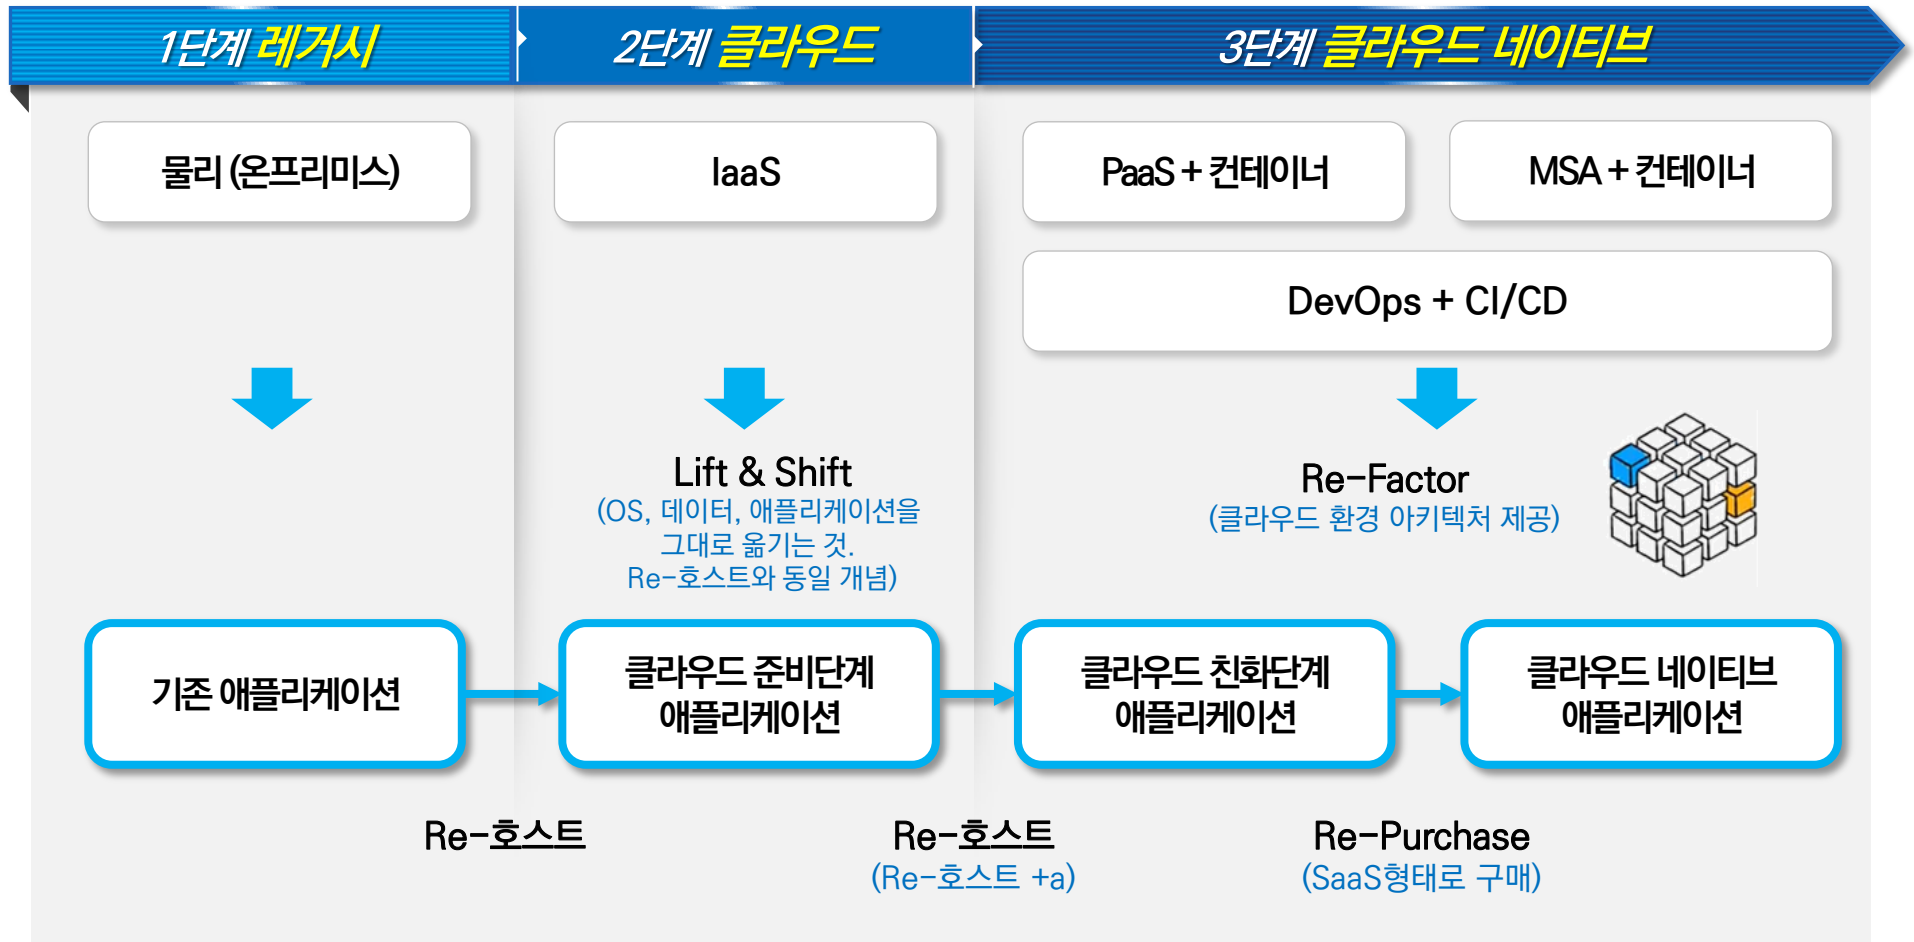 1단계 레거시
2단계 클라우드
3단계 클라우드 네이티브
물리 (온프리미스)
IaaS
PaaS + 컨테이너
MSA + 컨테이너
DevOps + CI/CD
Lift & Shift
(OS, 데이터, 애플리케이션을
그대로 옮기는 것.
Re-호스트와 동일 개념)
Re-Factor
(클라우드 환경 아키텍처 제공)
기존 애플리케이션
클라우드 준비단계
애플리케이션
클라우드 친화단계
애플리케이션
클라우드 네이티브
애플리케이션
Re-호스트
Re-호스트
(Re-호스트 +a)
Re-Purchase
(SaaS형태로 구매)